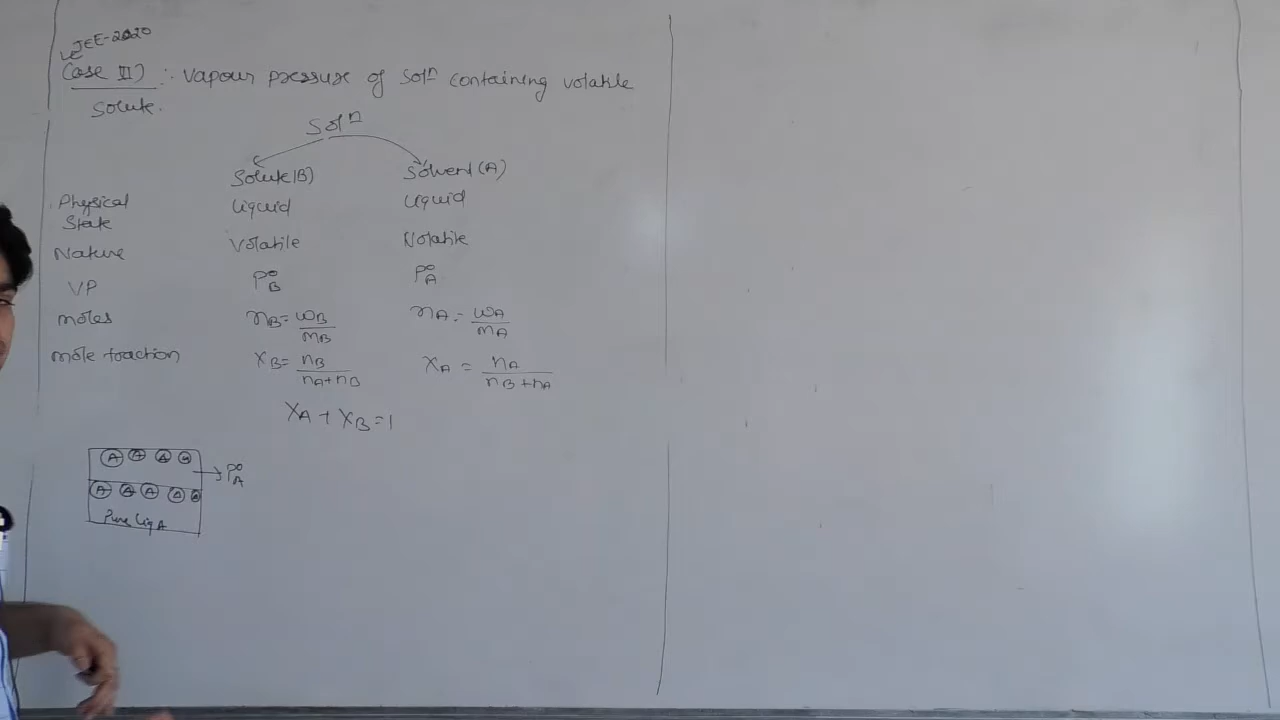 JEE-2020
Case III) :- Vapour pressure of Solⁿ containing volatile
Solute.
Solⁿ
Solute(B) Solvent(A)
Physical State Liquid Liquid
Nature Volatile Volatile
VP P°B P°A
moles nB = wB/mB nA = wA/mA
mole fraction xB = nB/nA+nB xA = nA/nB+nA
xA + xB = 1
A A A A → P°A
A A A A A
Pure Liq A